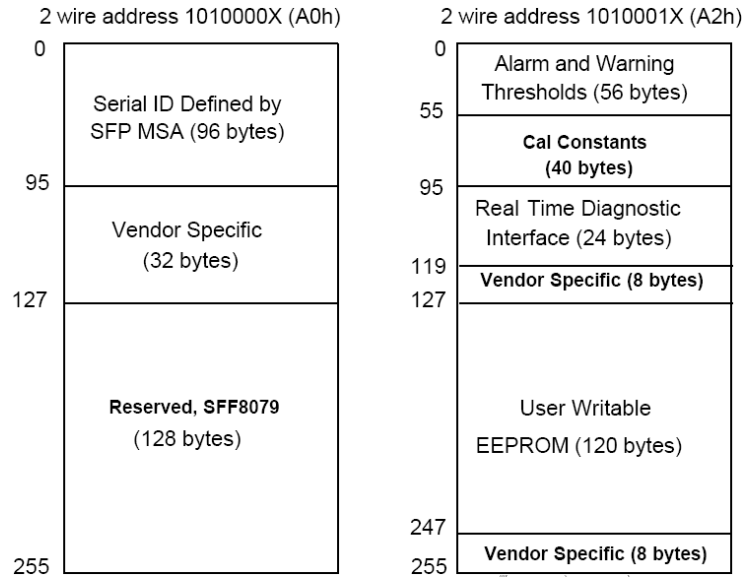 2 wire address 1010000X (A0h)
0
Serial ID Defined by
SFP MSA (96 bytes)
95
Vendor Specific
(32 bytes)
127
Reserved, SFF8079
(128 bytes)
255
2 wire address 1010001X (A2h)
0
Alarm and Warning
Thresholds (56 bytes)
55
Cal Constants
(40 bytes)
95
Real Time Diagnostic
Interface (24 bytes)
119
Vendor Specific (8 bytes)
127
User Writable
EEPROM (120 bytes)
247
Vendor Specific (8 bytes)
255